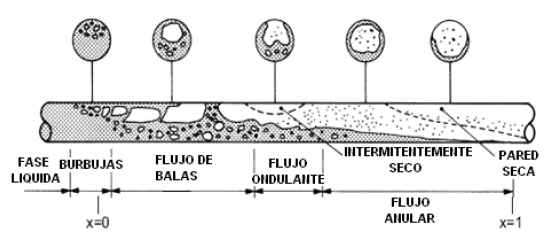 INTERMITENTEMENTE
SECO
PARED
SECA
FASE
LIQUIDA
BURBUJAS
FLUJO DE
BALAS
FLUJO
ONDULANTE
FLUJO
ANULAR
x=0
x=1